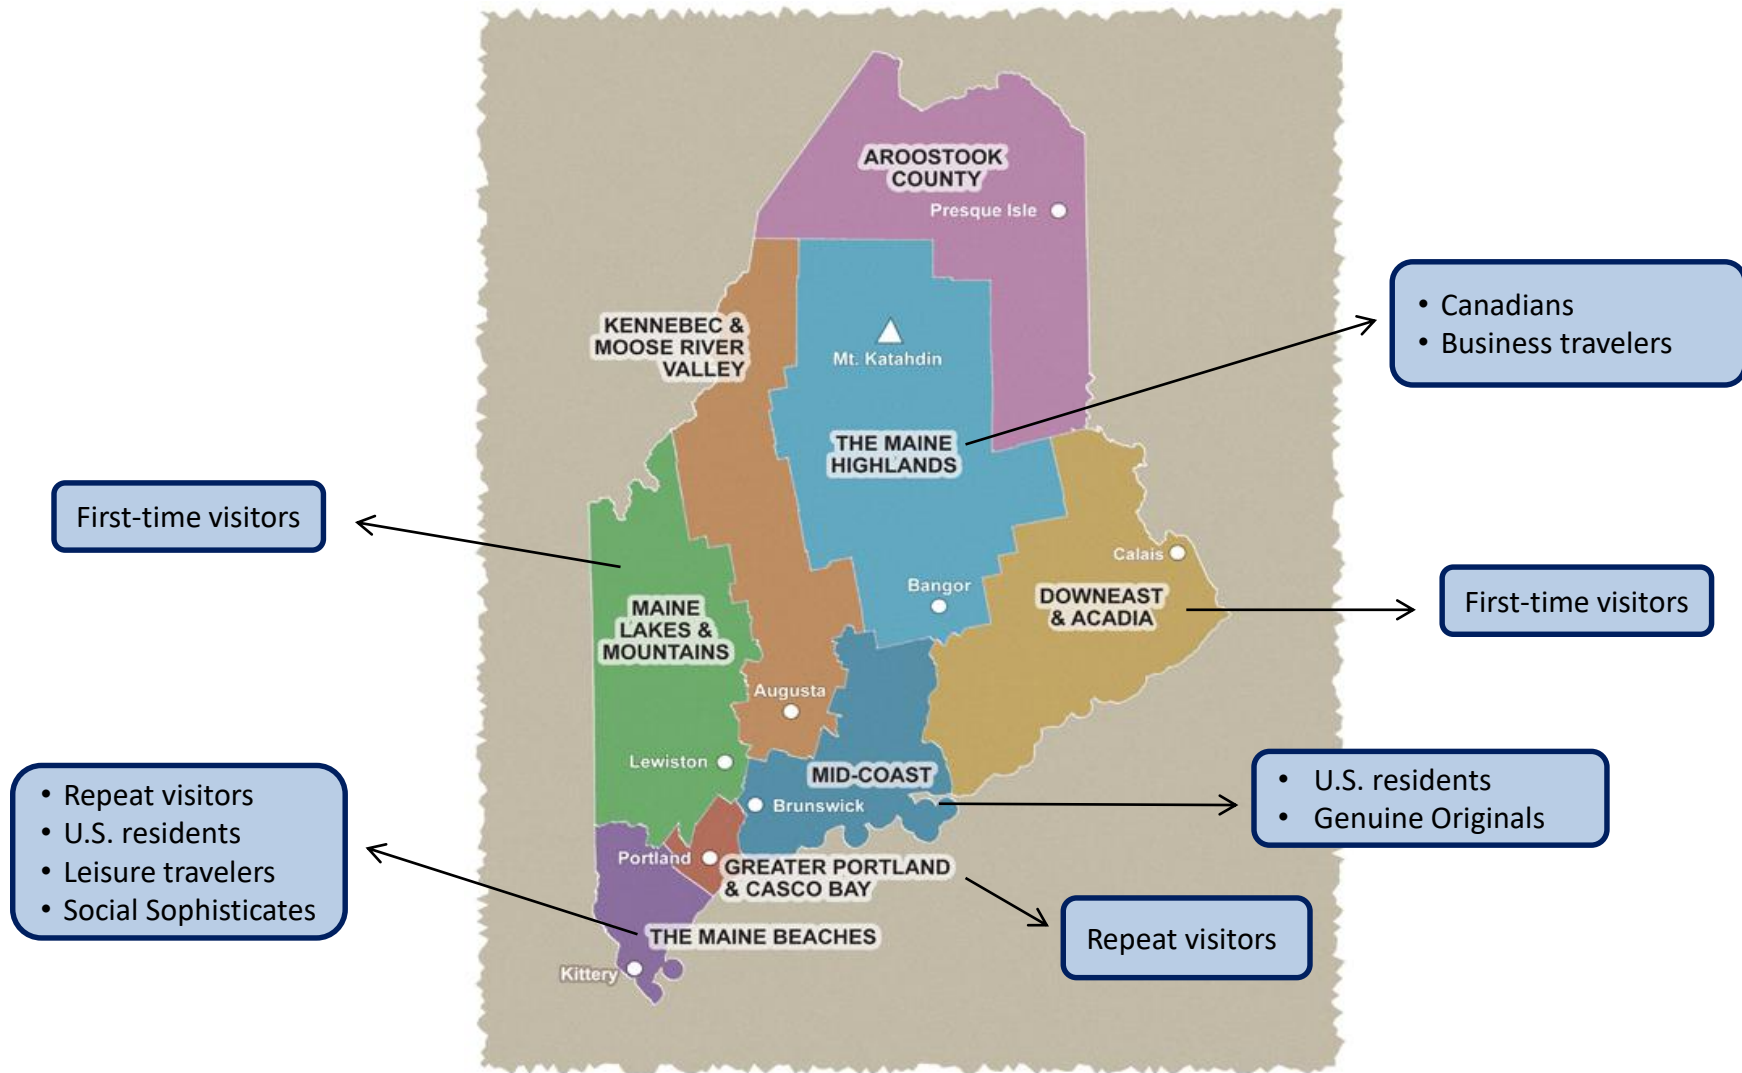 AROOSTOOK
COUNTY
Presque Isle
KENNEBEC &
MOOSE RIVER
VALLEY
Mt. Katahdin
• Canadians
• Business travelers
THE MAINE
HIGHLANDS
First-time visitors
Calais
Bangor
DOWNEAST
& ACADIA
First-time visitors
MAINE
LAKES &
MOUNTAINS
Augusta
Lewiston
MID-COAST
Brunswick
• U.S. residents
• Genuine Originals
• Repeat visitors
• U.S. residents
• Leisure travelers
• Social Sophisticates
Portland
GREATER PORTLAND
& CASCO BAY
THE MAINE BEACHES
Repeat visitors
Kittery